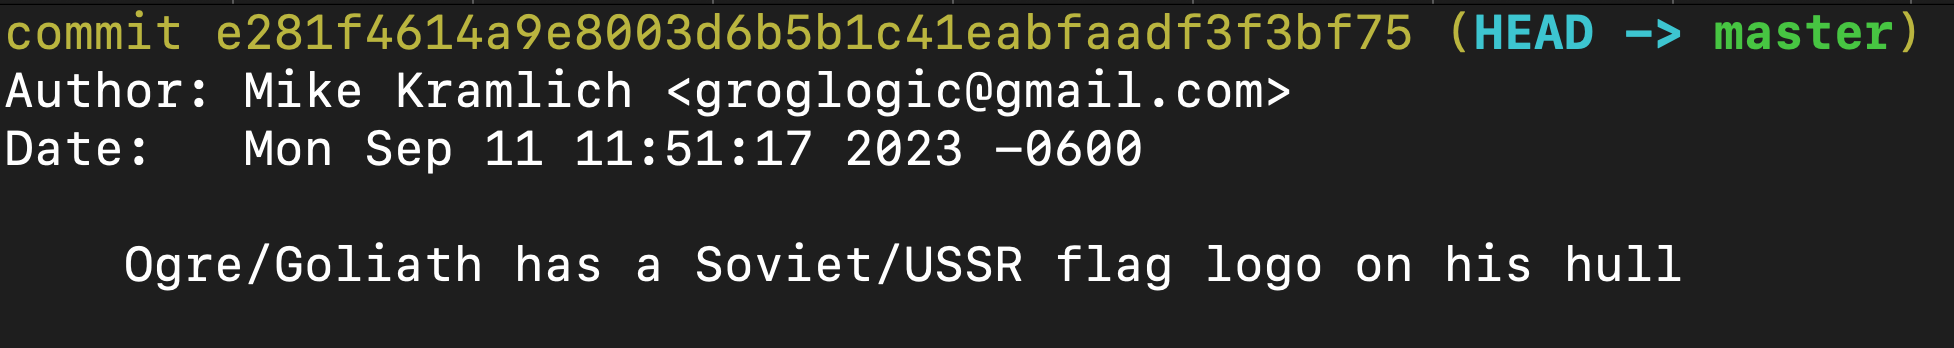 commit e281f4614a9e8003d6b5b1c41eabfaadf3f3bf75 (HEAD -> master)
Author: Mike Kramlich <groglogic@gmail.com>
Date:   Mon Sep 11 11:51:17 2023 -0600
    Ogre/Goliath has a Soviet/USSR flag logo on his hull